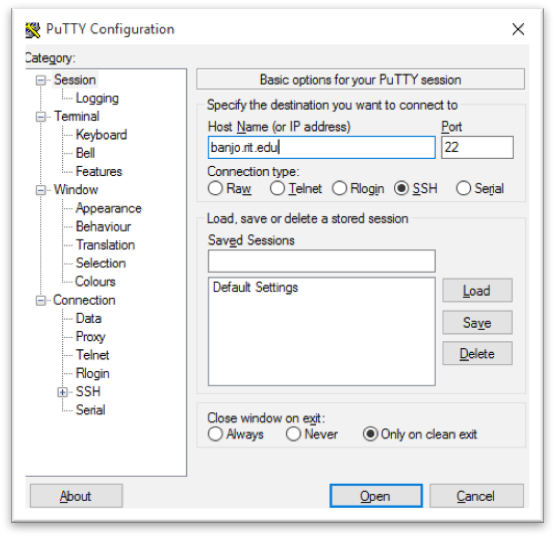 PuTTY Configuration
Category:
Session
Logging
Terminal
Keyboard
Bell
Features
Window
Appearance
Behaviour
Translation
Selection
Colours
Connection
Data
Proxy
Telnet
Rlogin
SSH
Serial
Basic options for your PuTTY session
Specify the destination you want to connect to
Host Name (or IP address) Port
banjo.rit.edu 22
Connection type:
Raw Telnet Rlogin SSH Serial
Load, save or delete a stored session
Saved Sessions
Default Settings
Load
Save
Delete
Close window on exit:
Always Never Only on clean exit
About Open Cancel